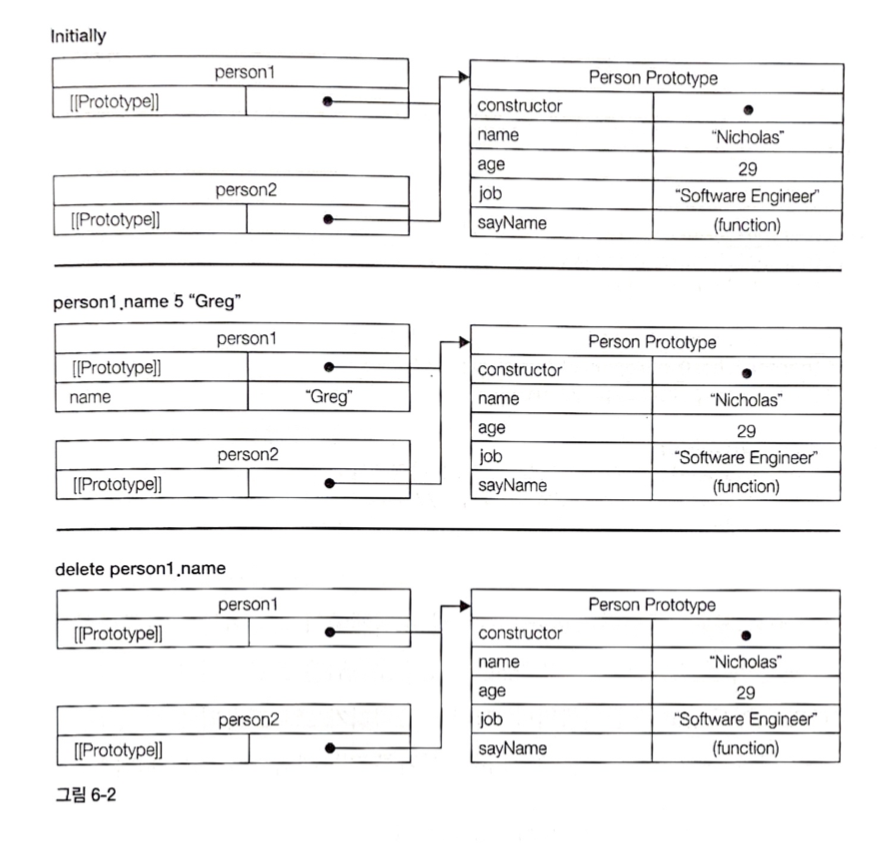 Initially
person1
[[Prototype]]
person2
[[Prototype]]
Person Prototype
constructor
name "Nicholas"
age 29
job "Software Engineer"
sayName (function)
person1.name 5 "Greg"
person1
[[Prototype]]
name "Greg"
person2
[[Prototype]]
Person Prototype
constructor
name "Nicholas"
age 29
job "Software Engineer"
sayName (function)
delete person1.name
person1
[[Prototype]]
person2
[[Prototype]]
Person Prototype
constructor
name "Nicholas"
age 29
job "Software Engineer"
sayName (function)
그림 6-2